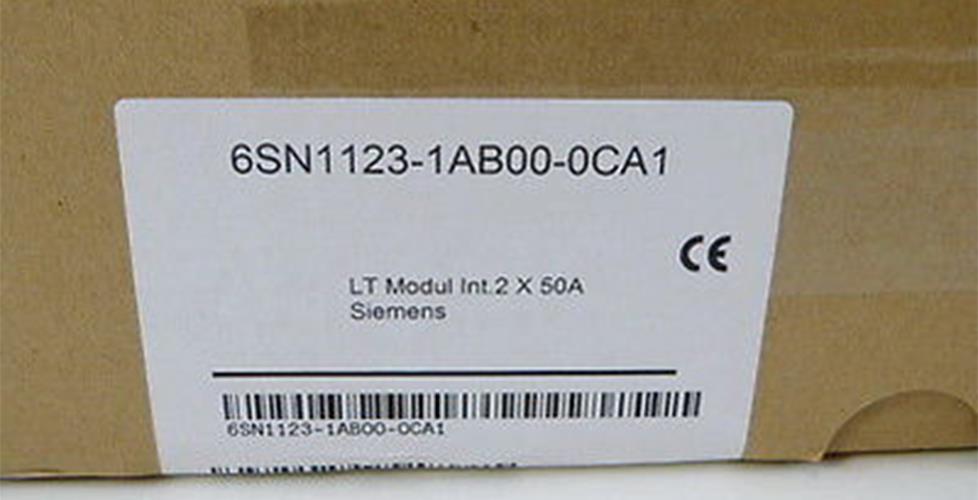 6SN1123-1AB00-0CA1
CE
LT Modul Int.2 X 50A
Siemens
6SN1123-1AB00-0CA1